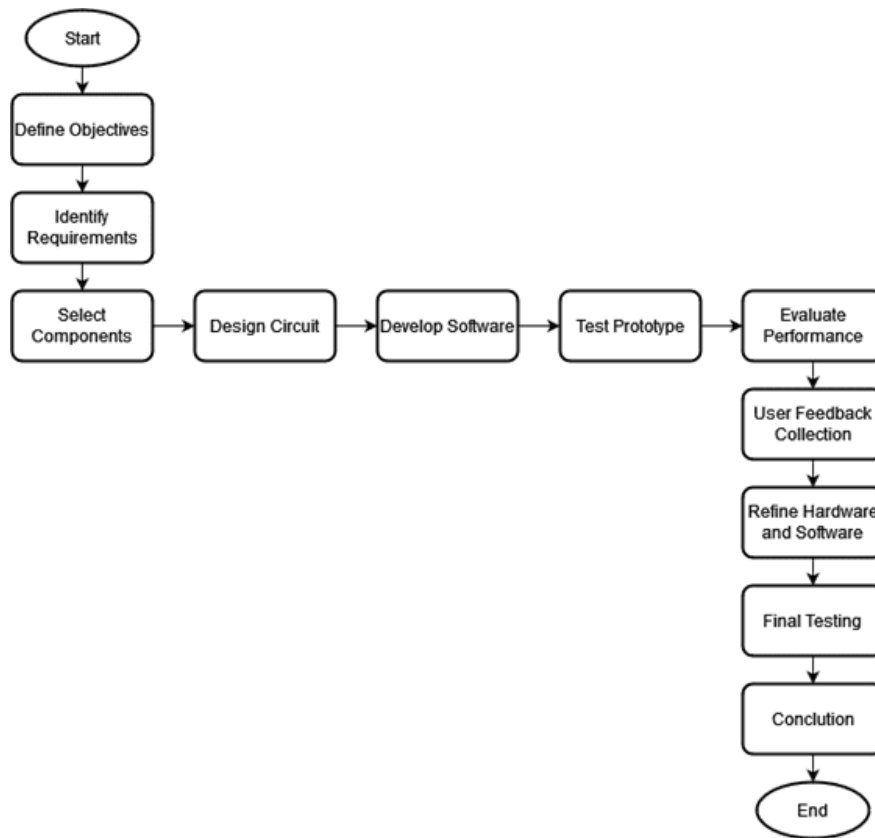 Start
Define Objectives
Identify
Requirements
Select
Components
Design Circuit
Develop Software
Test Prototype
Evaluate
Performance
User Feedback
Collection
Refine Hardware
and Software
Final Testing
Conclution
End